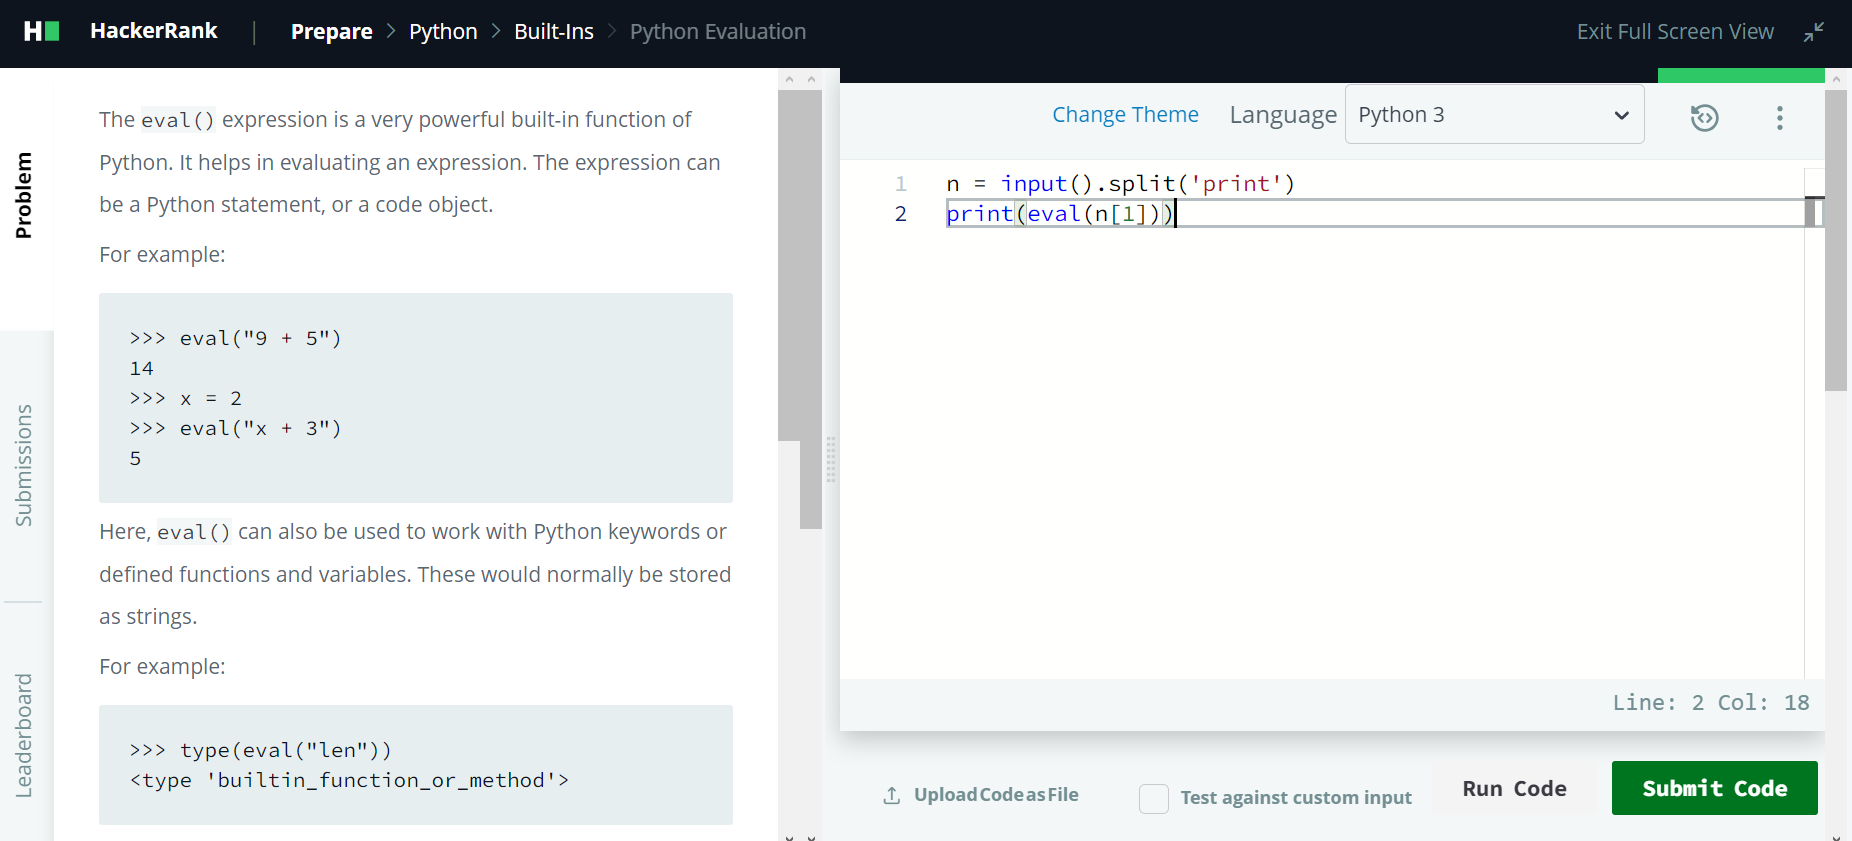 H HackerRank | Prepare > Python > Built-Ins > Python Evaluation Exit Full Screen View
Problem
Submissions
Leaderboard
The eval() expression is a very powerful built-in function of
Python. It helps in evaluating an expression. The expression can
be a Python statement, or a code object.
For example:
>>> eval("9 + 5")
14
>>> x = 2
>>> eval("x + 3")
5
Here, eval() can also be used to work with Python keywords or
defined functions and variables. These would normally be stored
as strings.
For example:
>>> type(eval("len"))
<type 'builtin_function_or_method'>
Change Theme Language Python 3
1 n = input().split('print')
2 print(eval(n[1]))
Line: 2 Col: 18
Upload Code as File Test against custom input Run Code Submit Code